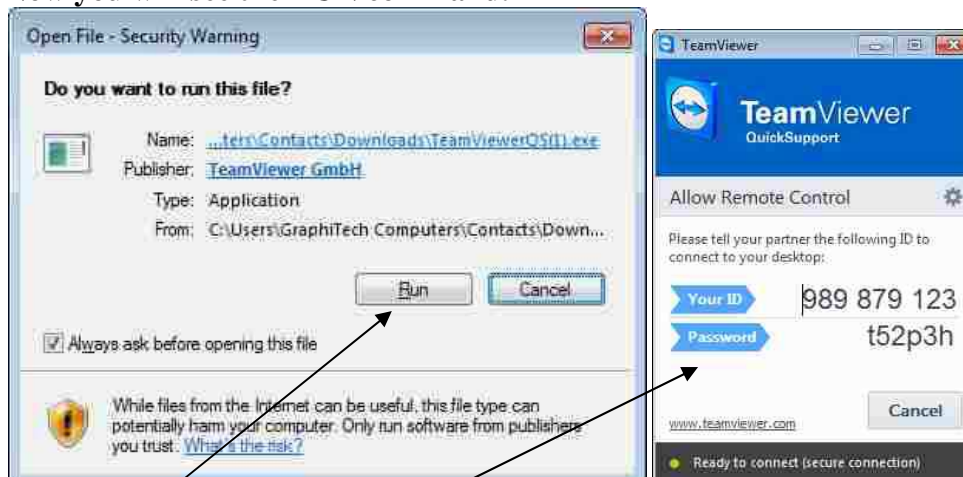 Open File - Security Warning
Do you want to run this file?
Name: ...ters\Contacts\Downloads\TeamViewerQS(1).exe
Publisher: TeamViewer GmbH
Type: Application
From: C:\Users\GraphiTech Computers\Contacts\Down...
Run
Cancel
Always ask before opening this file
While files from the Internet can be useful, this file type can
potentially harm your computer. Only run software from publishers
you trust. What's the risk?
TeamViewer
TeamViewer
QuickSupport
Allow Remote Control
Please tell your partner the following ID to
connect to your desktop:
Your ID 989 879 123
Password t52p3h
Cancel
www.teamviewer.com
Ready to connect (secure connection)